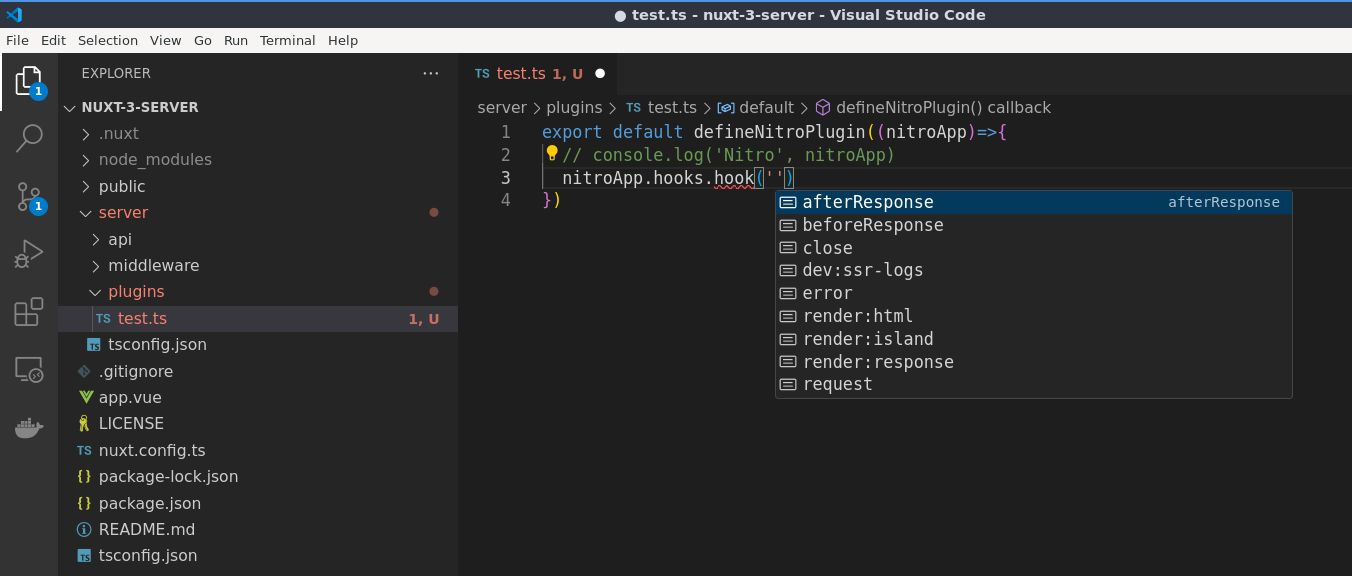 ● test.ts - nuxt-3-server - Visual Studio Code
File Edit Selection View Go Run Terminal Help
EXPLORER ...
TS test.ts 1, U ●
1
NUXT-3-SERVER
server > plugins > TS test.ts > default > defineNitroPlugin() callback
.nuxt
node_modules
public
server
api
middleware
plugins
TS test.ts 1, U
TS tsconfig.json
.gitignore
app.vue
LICENSE
TS nuxt.config.ts
{} package-lock.json
{} package.json
README.md
TS tsconfig.json
1
1 export default defineNitroPlugin((nitroApp)=>{
2 // console.log('Nitro', nitroApp)
3 nitroApp.hooks.hook('')
4 })
afterResponse afterResponse
beforeResponse
close
dev:ssr-logs
error
render:html
render:island
render:response
request